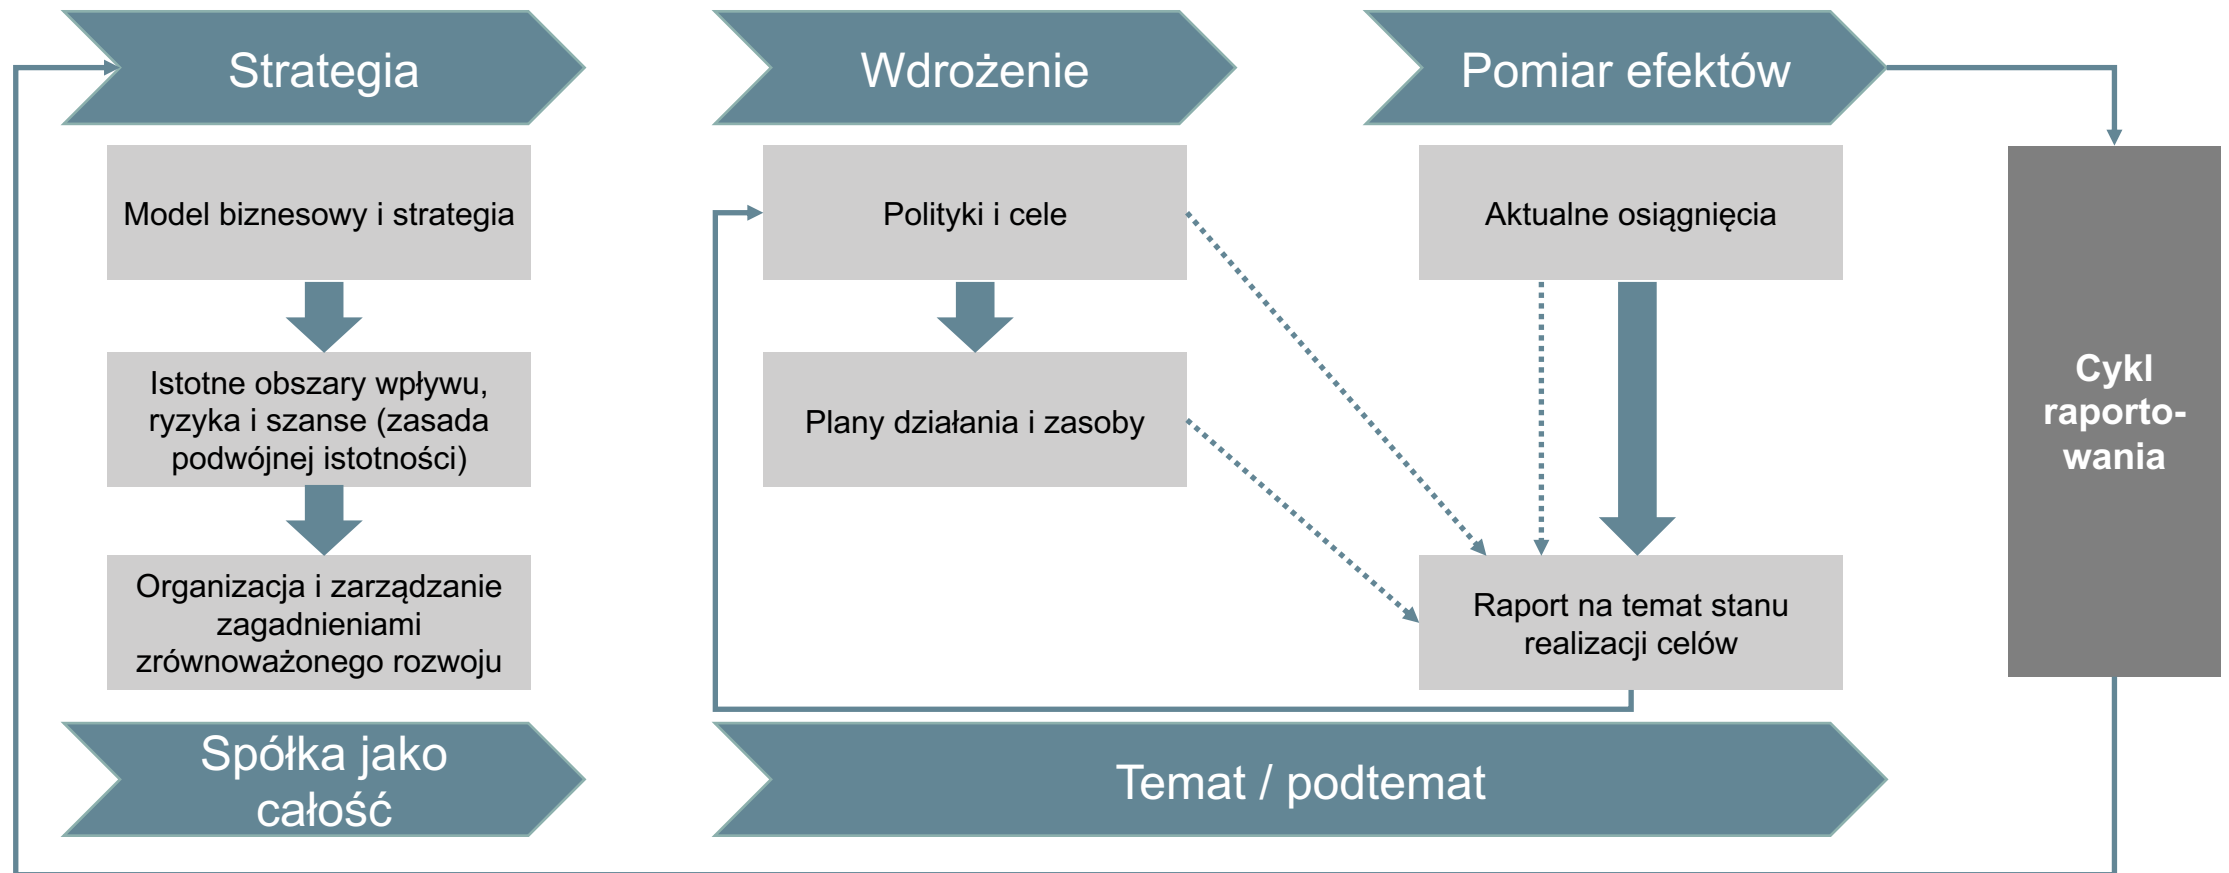 Strategia
Wdrożenie
Pomiar efektów
Model biznesowy i strategia
Polityki i cele
Aktualne osiągnięcia
Istotne obszary wpływu,
ryzyka i szanse (zasada
podwójnej istotności)
Plany działania i zasoby
Cykl
raporto-
wania
Organizacja i zarządzanie
zagadnieniami
zrównoważonego rozwoju
Raport na temat stanu
realizacji celów
Spółka jako
całość
Temat / podtemat